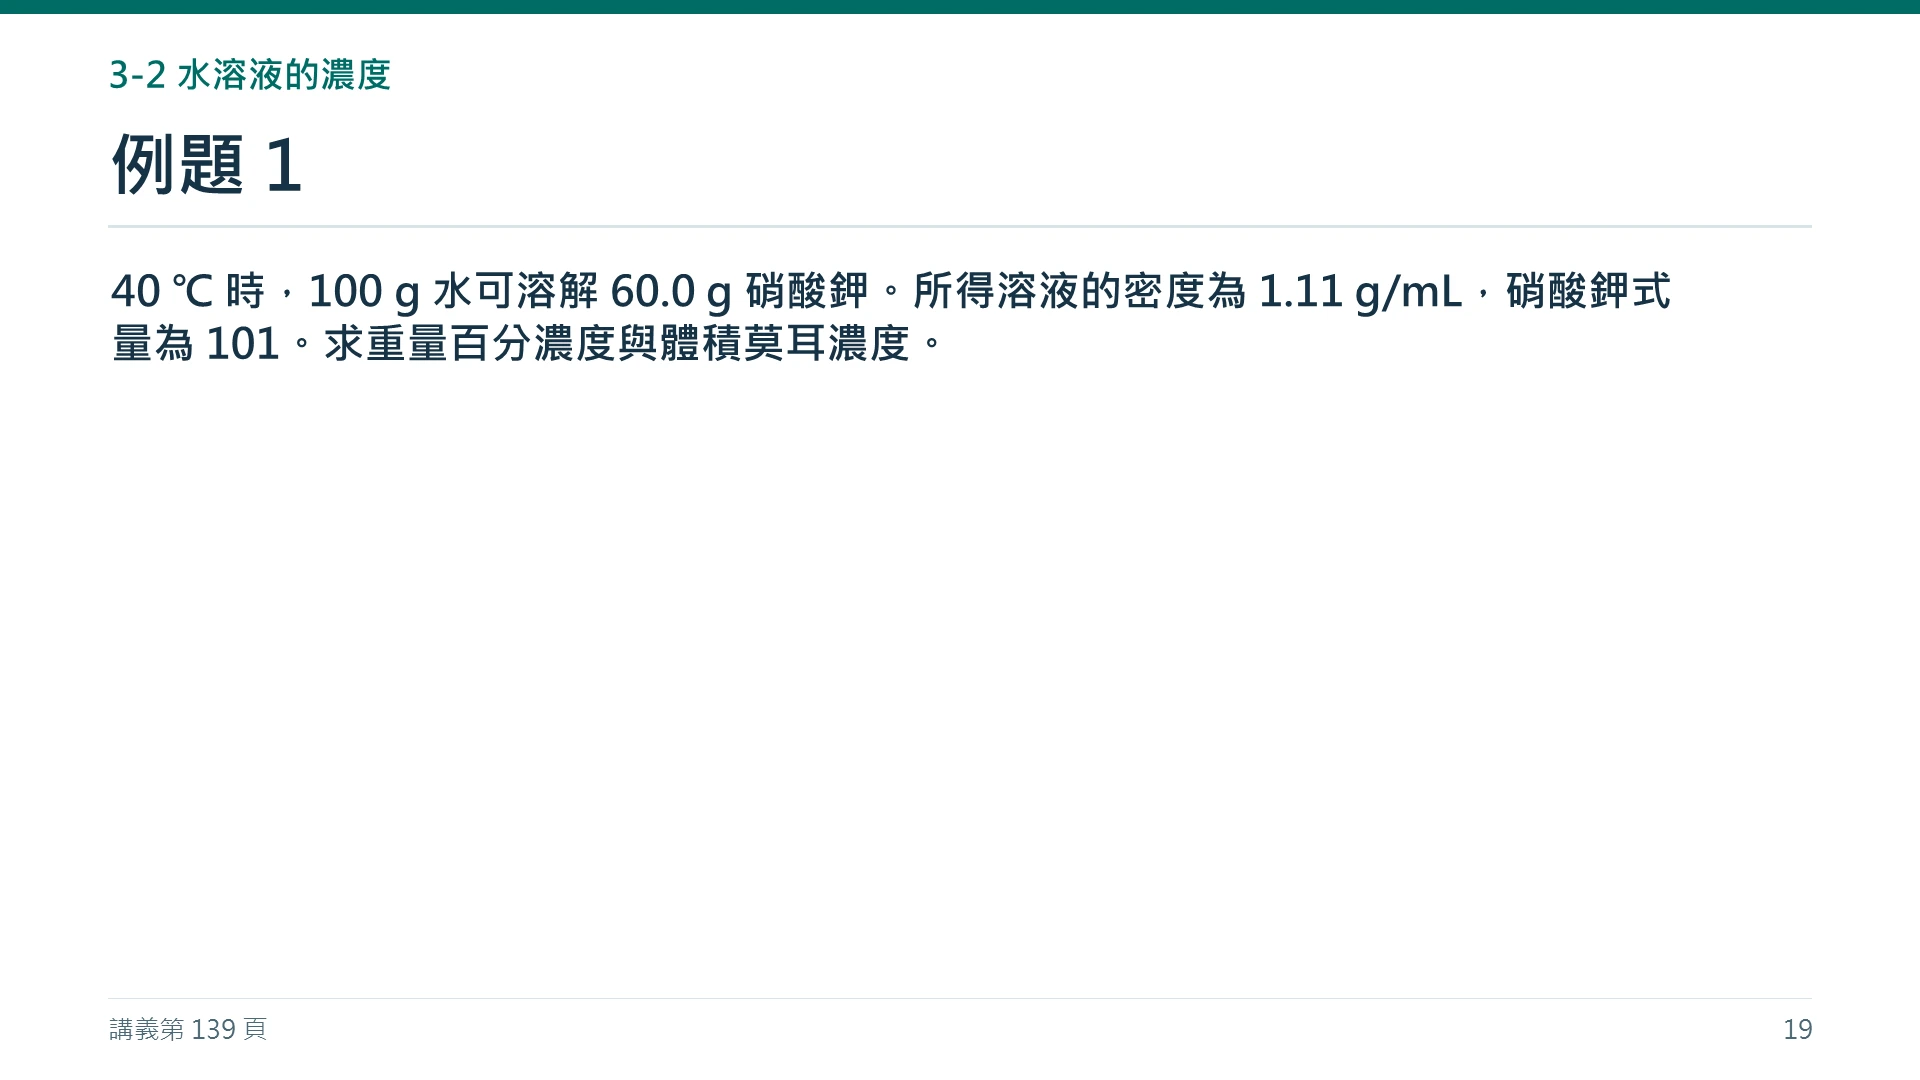 3-2 水溶液的濃度
例題 1
40 ℃ 時，100 g 水可溶解 60.0 g 硝酸鉀。所得溶液的密度為 1.11 g/mL，硝酸鉀式
量為 101。求重量百分濃度與體積莫耳濃度。
講義第 139 頁
19